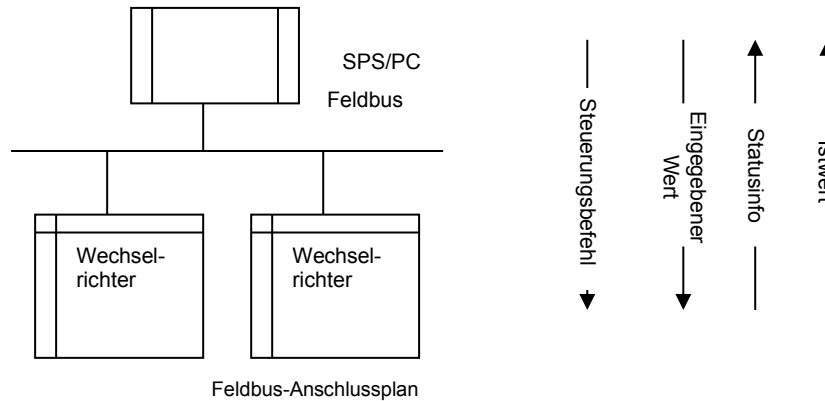 SPS/PC
Feldbus
Wechsel-
richter
Wechsel-
richter
Feldbus-Anschlussplan
Steuerungsbefehl
Eingegebener
Wert
Statusinfo